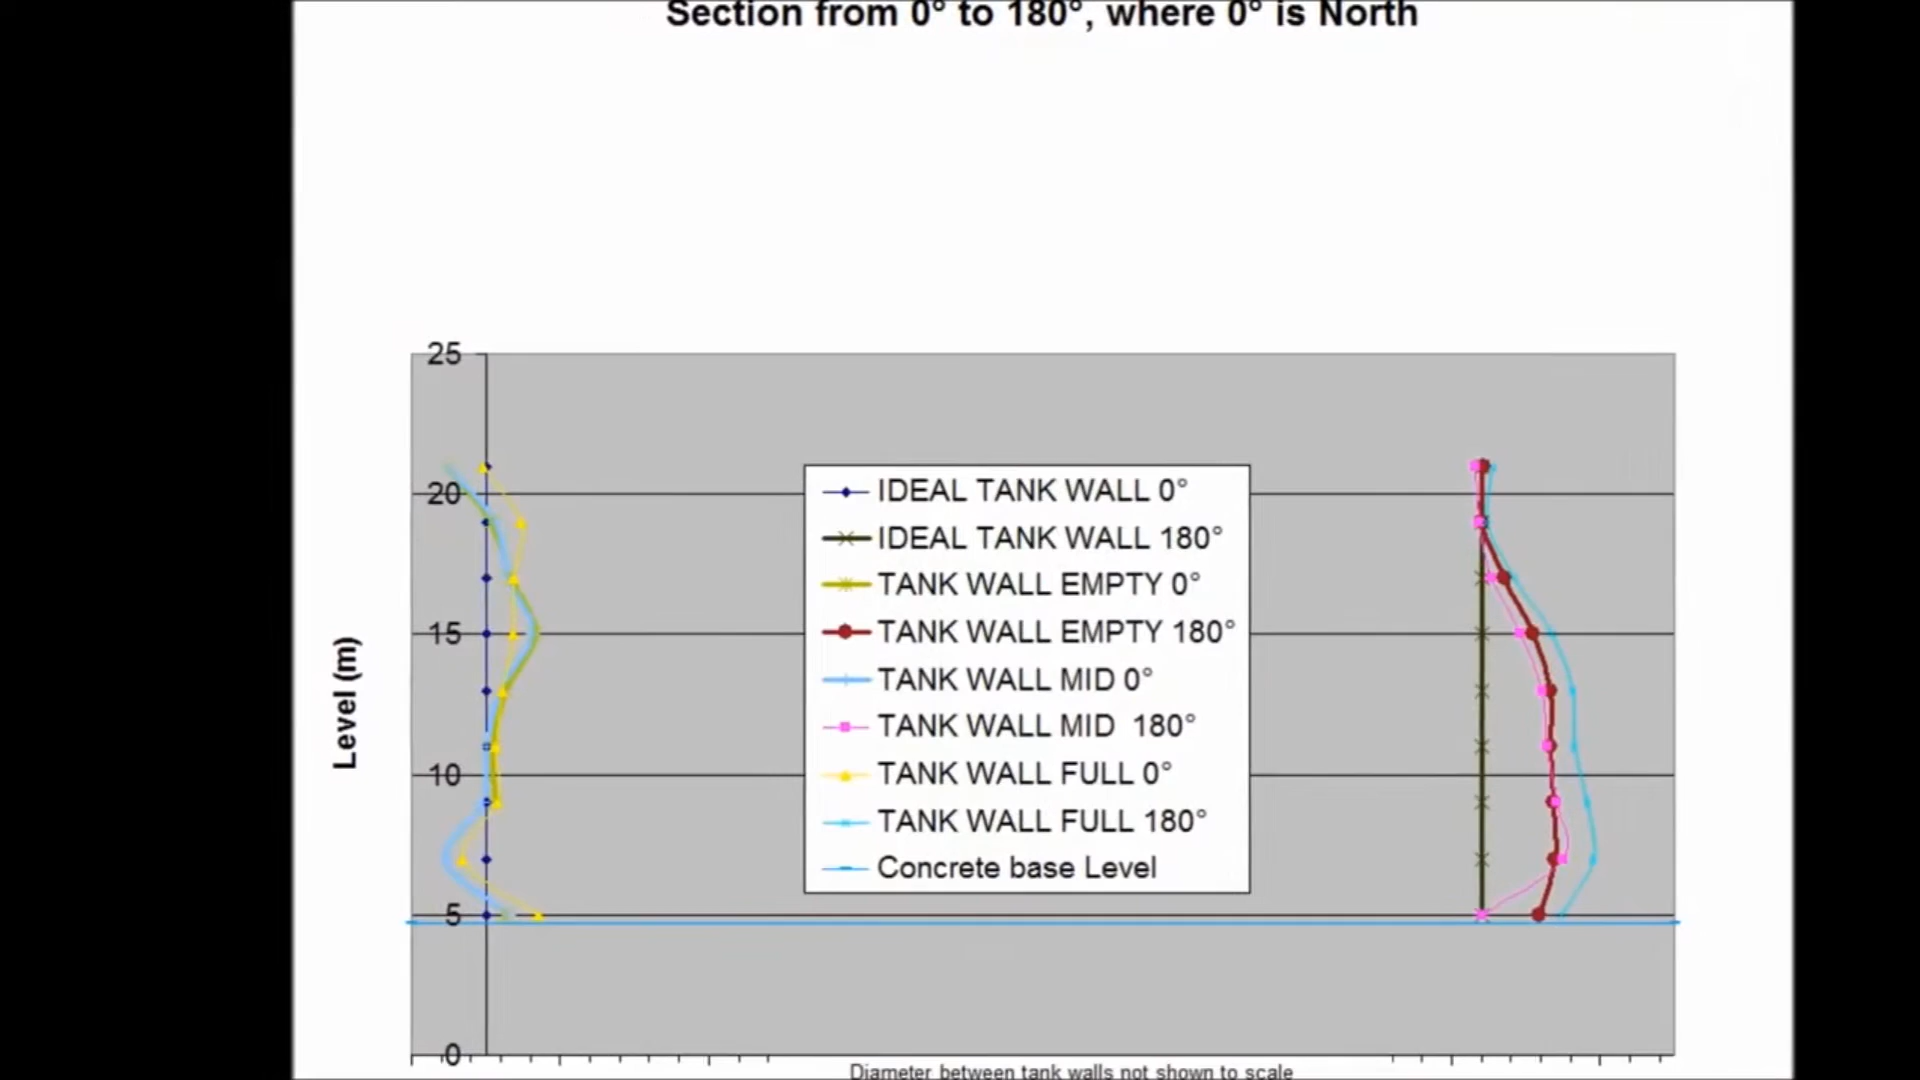 Section from 0° to 180°, where 0° is North
25
20
15
10
5
0
Level (m)
IDEAL TANK WALL 0°
IDEAL TANK WALL 180°
TANK WALL EMPTY 0°
TANK WALL EMPTY 180°
TANK WALL MID 0°
TANK WALL MID  180°
TANK WALL FULL 0°
TANK WALL FULL 180°
Concrete base Level
Diameter between tank walls not shown to scale